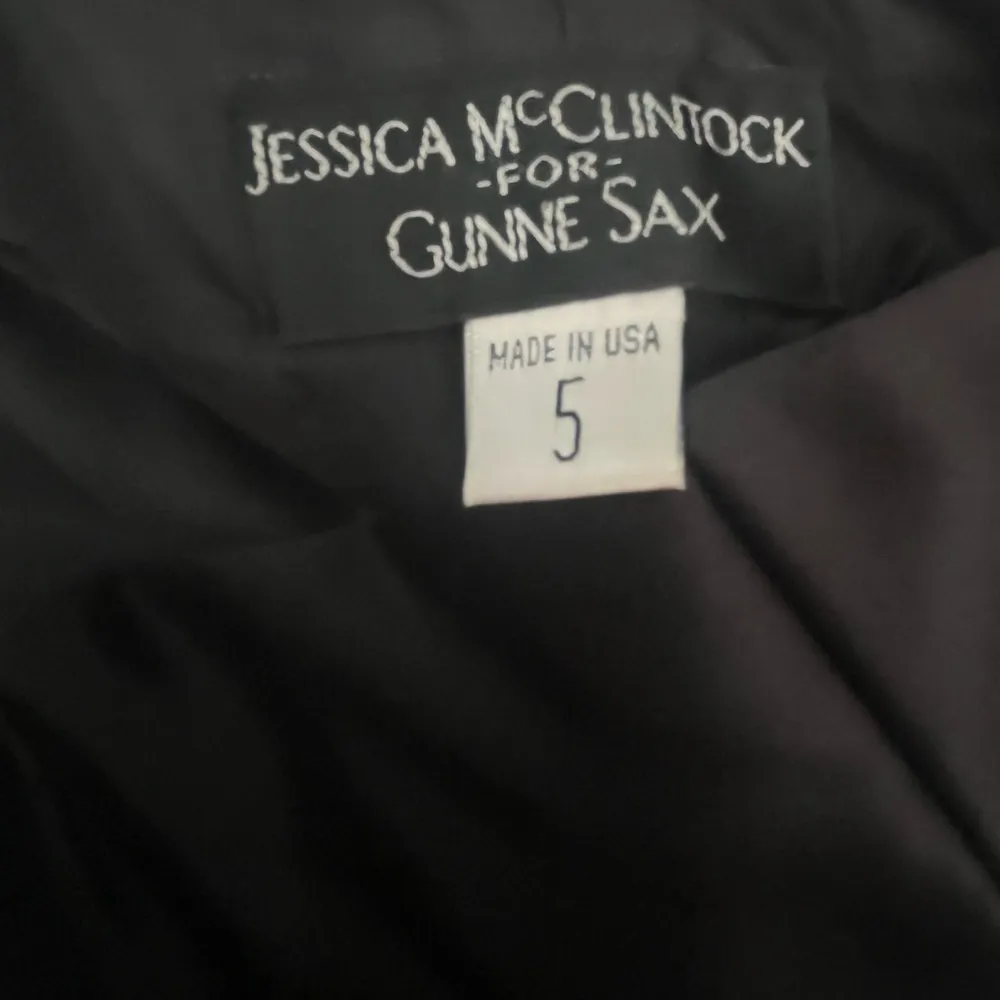 JESSICA McCLINTOCK
-FOR-
GUNNE SAX
MADE IN USA
5